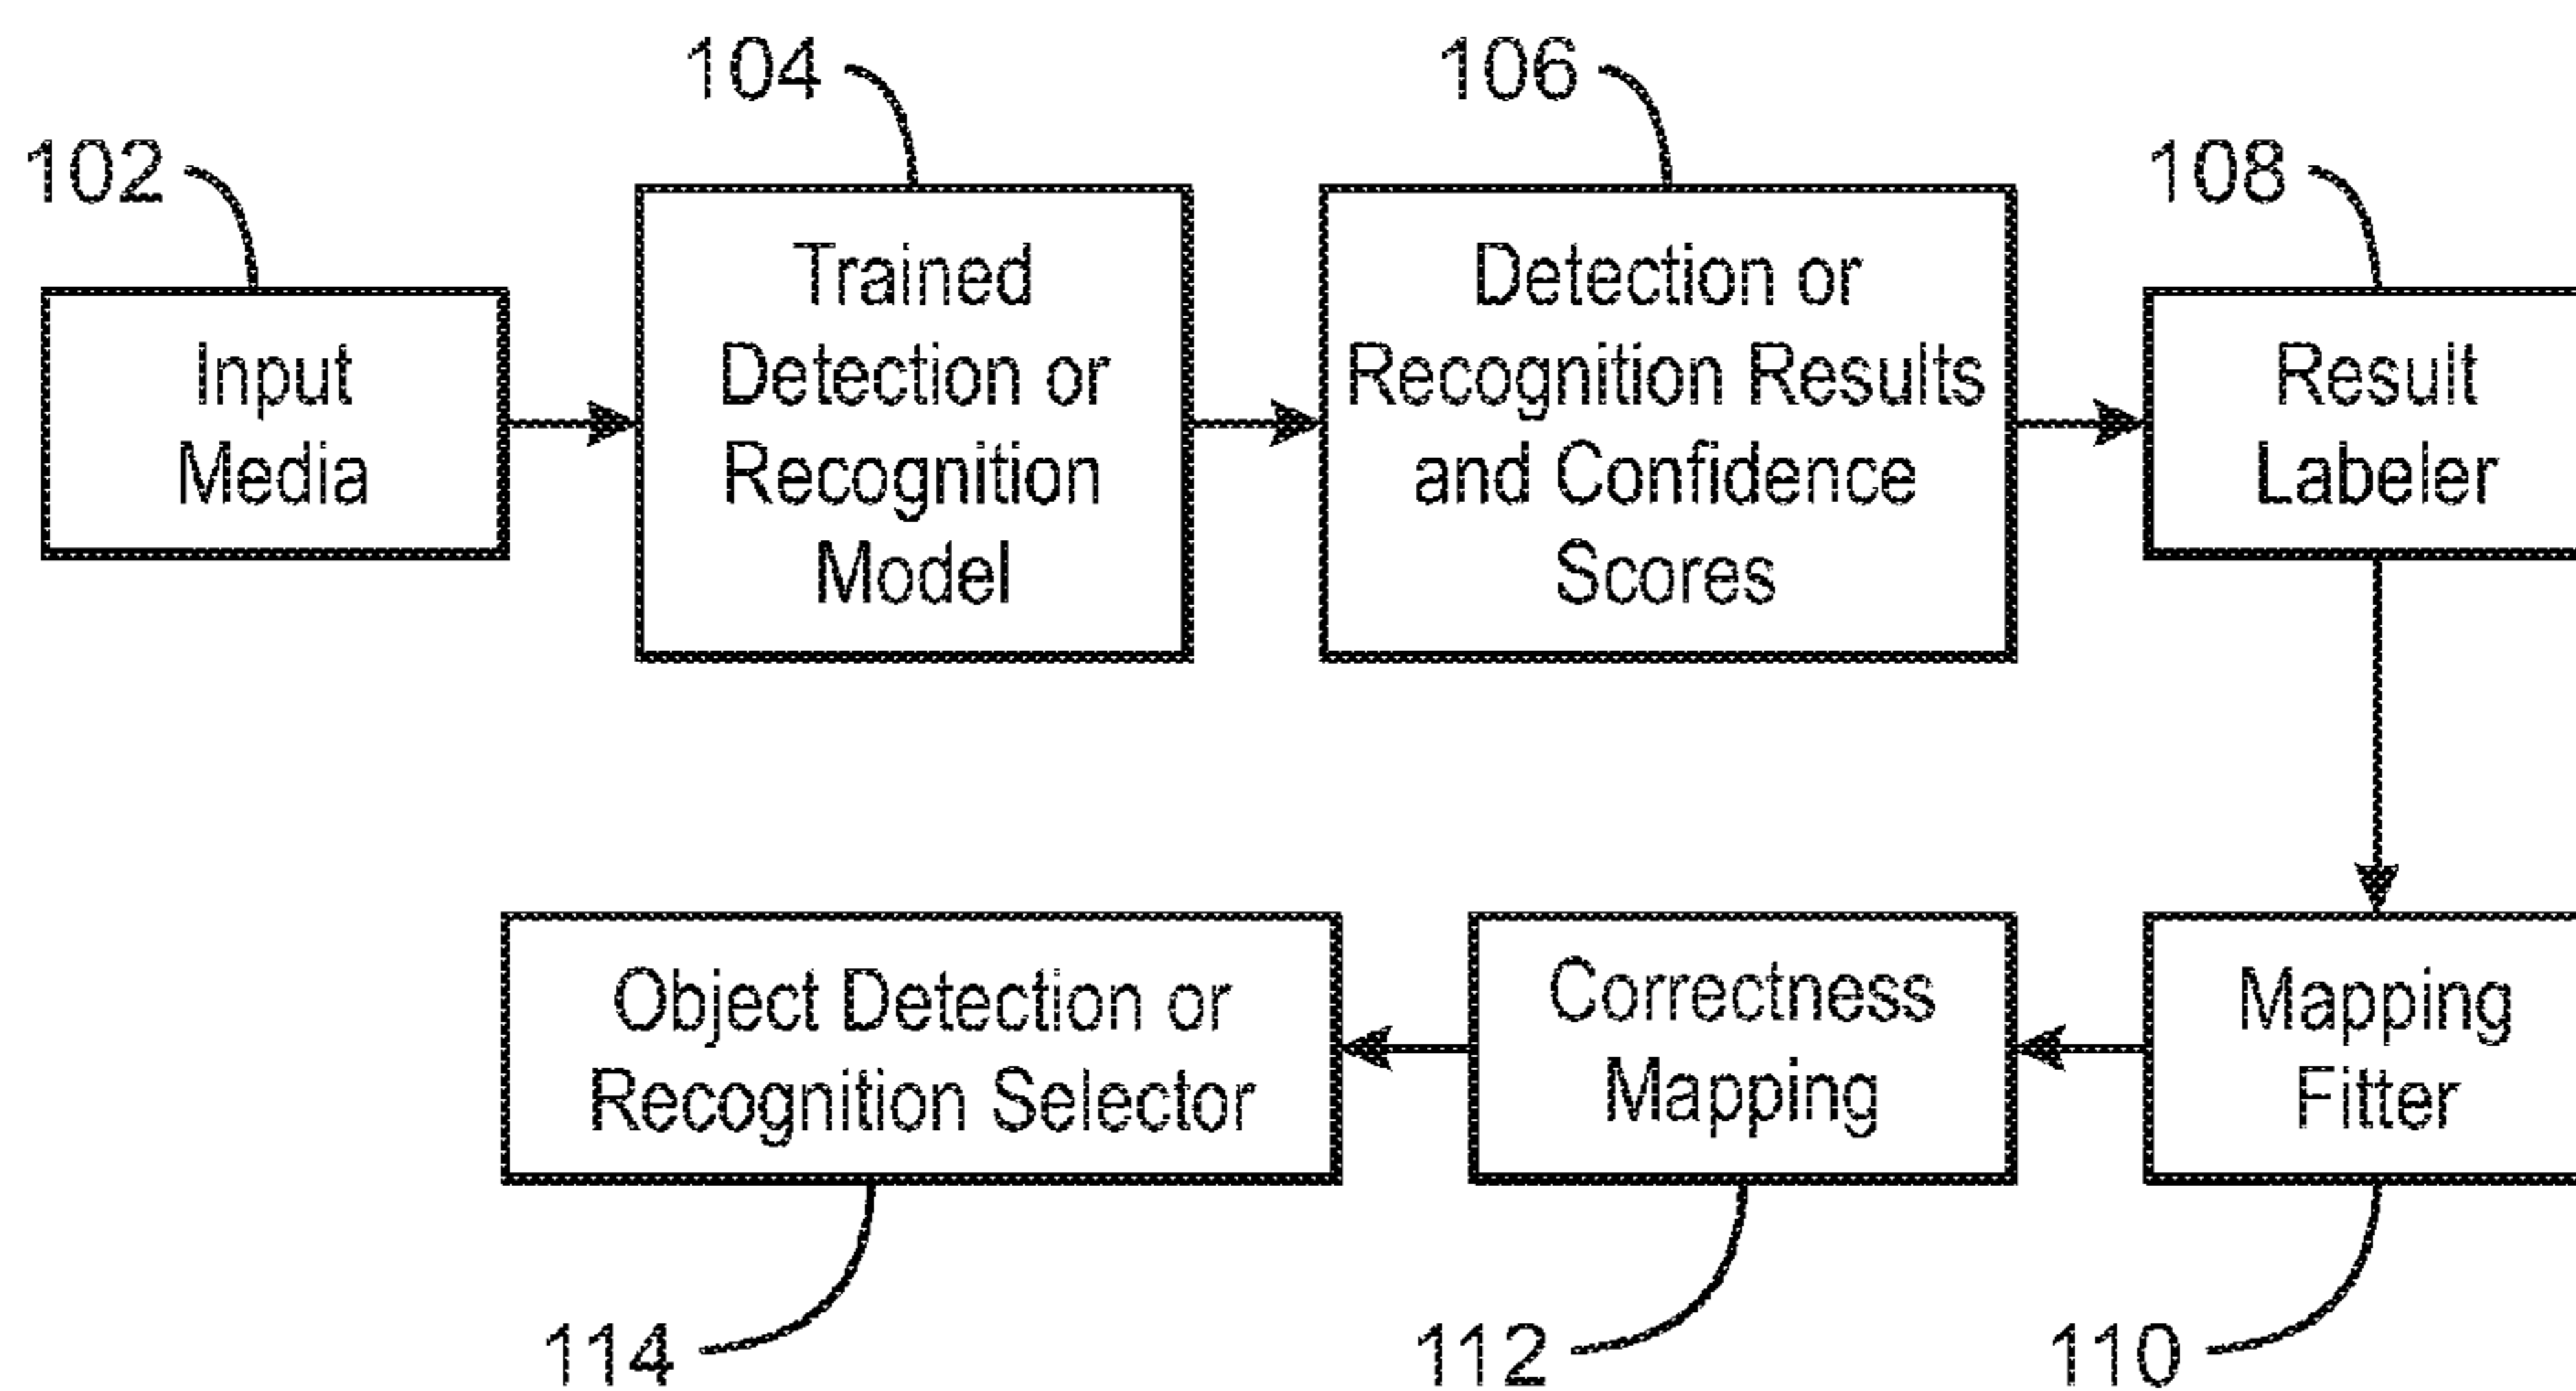 104
106
102
108
Input
Media
Trained
Detection or
Recognition
Model
Detection or
Recognition Results
and Confidence
Scores
Result
Labeler
Object Detection or
Recognition Selector
Correctness
Mapping
Mapping
Fitter
114
112
110